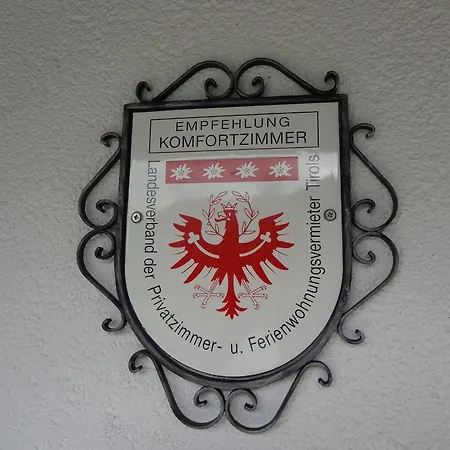 EMPFEHLUNG
KOMFORTZIMMER
Landesverband der Privatzimmer- u. Ferienwohnungsvermieter Tirols